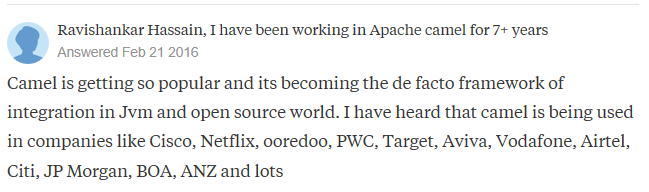 Ravishankar Hassain, I have been working in Apache camel for 7+ years
Answered Feb 21 2016
Camel is getting so popular and its becoming the de facto framework of
integration in Jvm and open source world. I have heard that camel is being used
in companies like Cisco, Netflix, ooredoo, PWC, Target, Aviva, Vodafone, Airtel,
Citi, JP Morgan, BOA, ANZ and lots